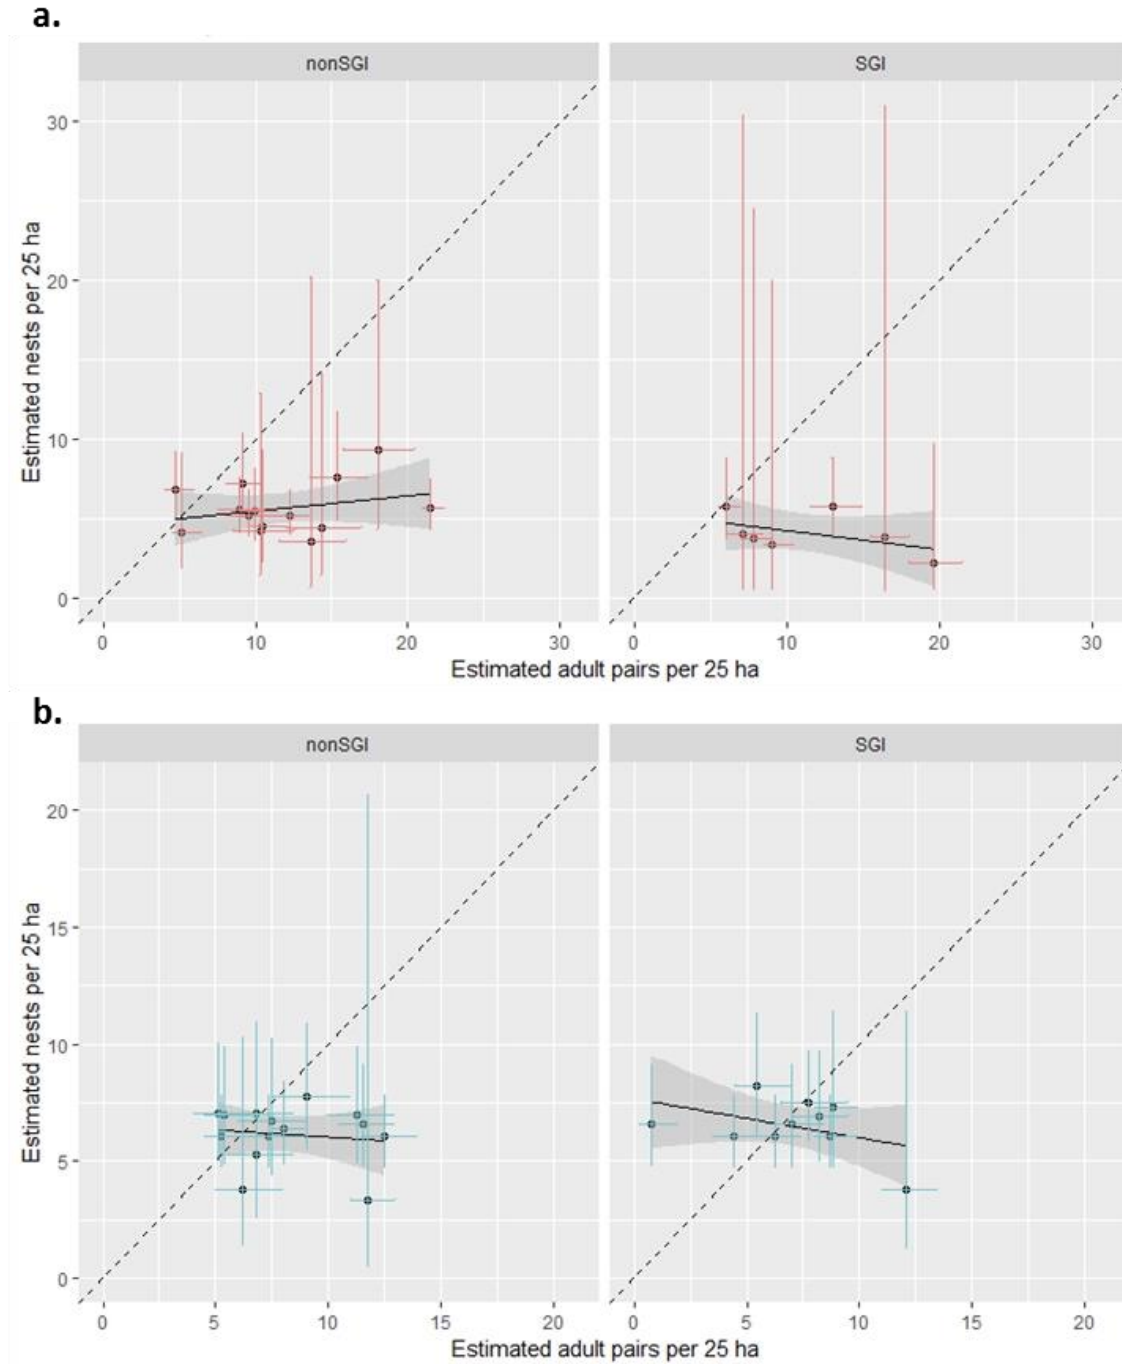 a.
nonSGI SGI
30
20
10
0
Estimated nests per 25 ha
0 10 20 30 0 10 20 30
Estimated adult pairs per 25 ha
b.
nonSGI SGI
20
15
10
5
0
Estimated nests per 25 ha
0 5 10 15 20 0 5 10 15 20
Estimated adult pairs per 25 ha